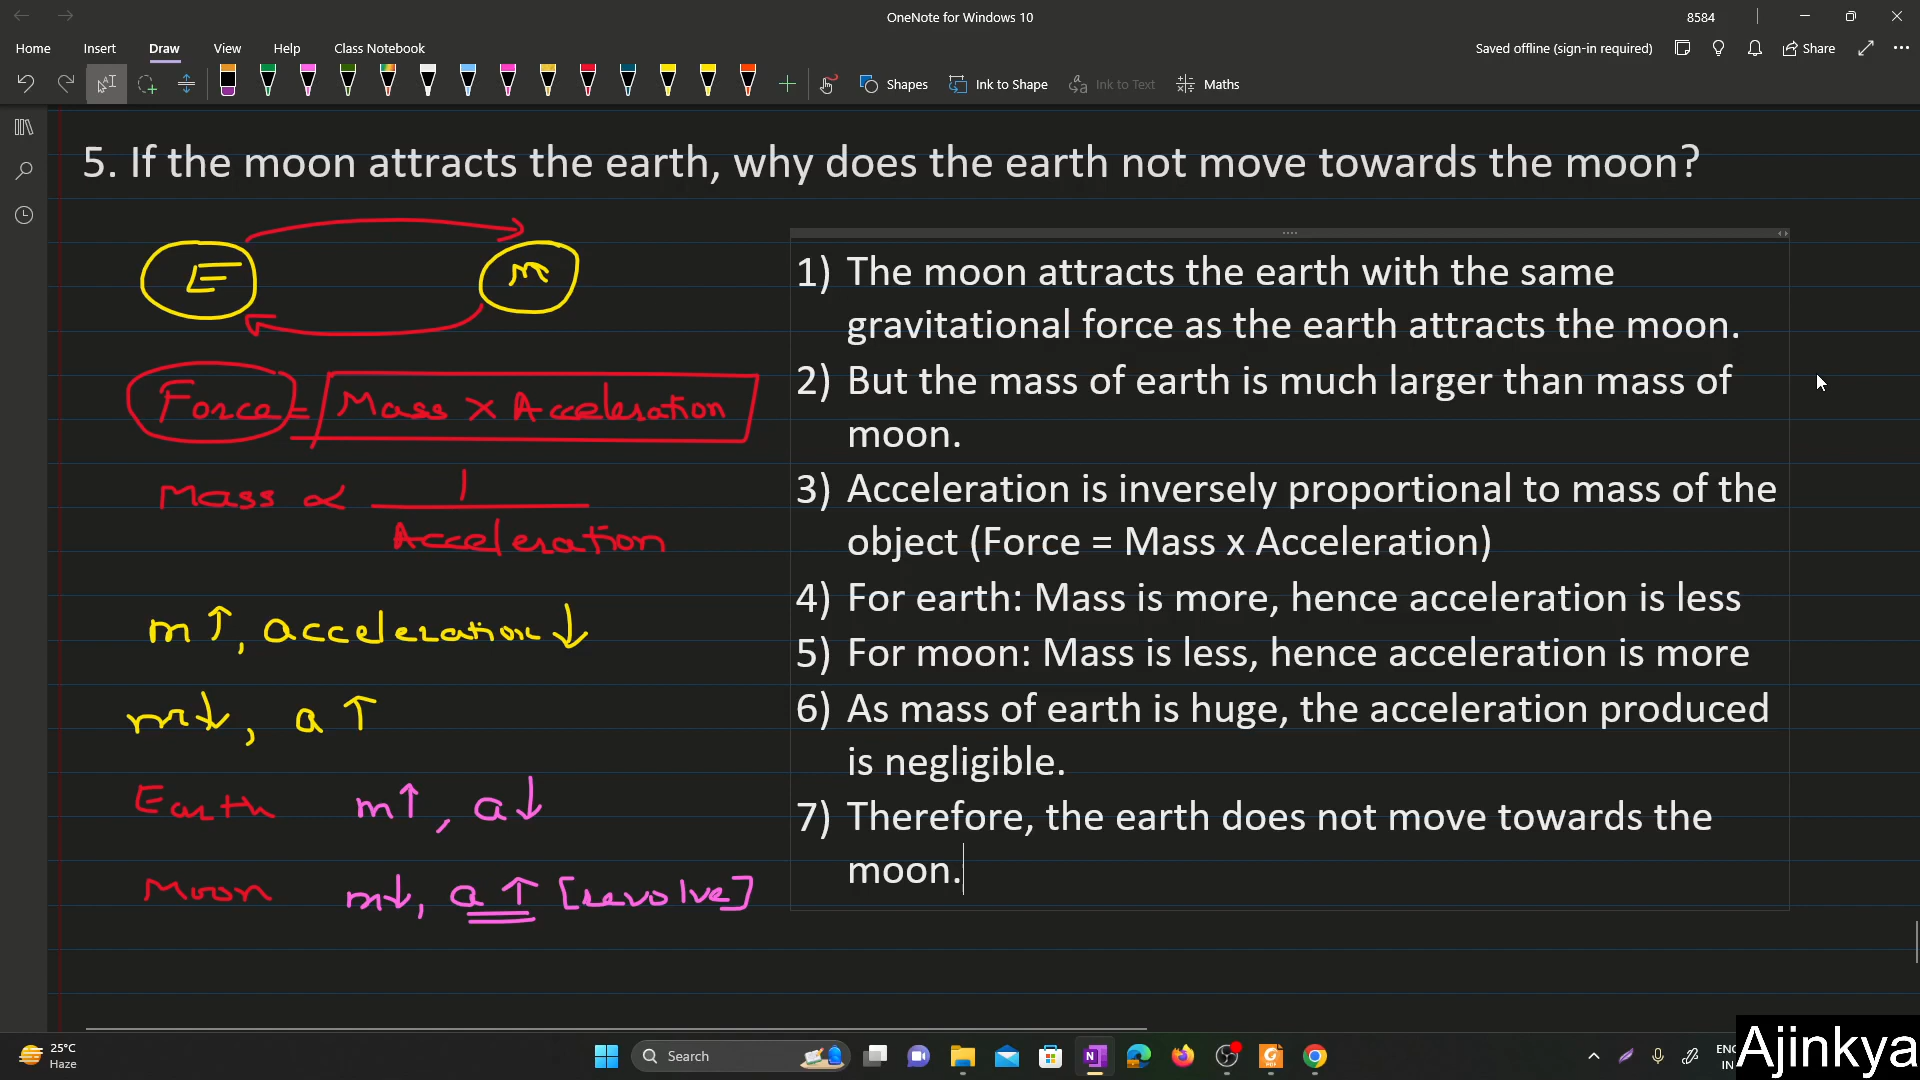 OneNote for Windows 10
8584
Home Insert Draw View Help Class Notebook
Saved offline (sign-in required) Share
Shapes Ink to Shape Ink to Text Maths
5. If the moon attracts the earth, why does the earth not move towards the moon?
E m
Force = Mass x Acceleration
Mass ∝ 1
Acceleration
m ↑, acceleration ↓
m↓, a ↑
Earth m↑, a↓
Moon m↓, a ↑ [revolve]
1) The moon attracts the earth with the same
gravitational force as the earth attracts the moon.
2) But the mass of earth is much larger than mass of
moon.
3) Acceleration is inversely proportional to mass of the
object (Force = Mass x Acceleration)
4) For earth: Mass is more, hence acceleration is less
5) For moon: Mass is less, hence acceleration is more
6) As mass of earth is huge, the acceleration produced
is negligible.
7) Therefore, the earth does not move towards the
moon.
25°C
Haze
Search
Ajinkya